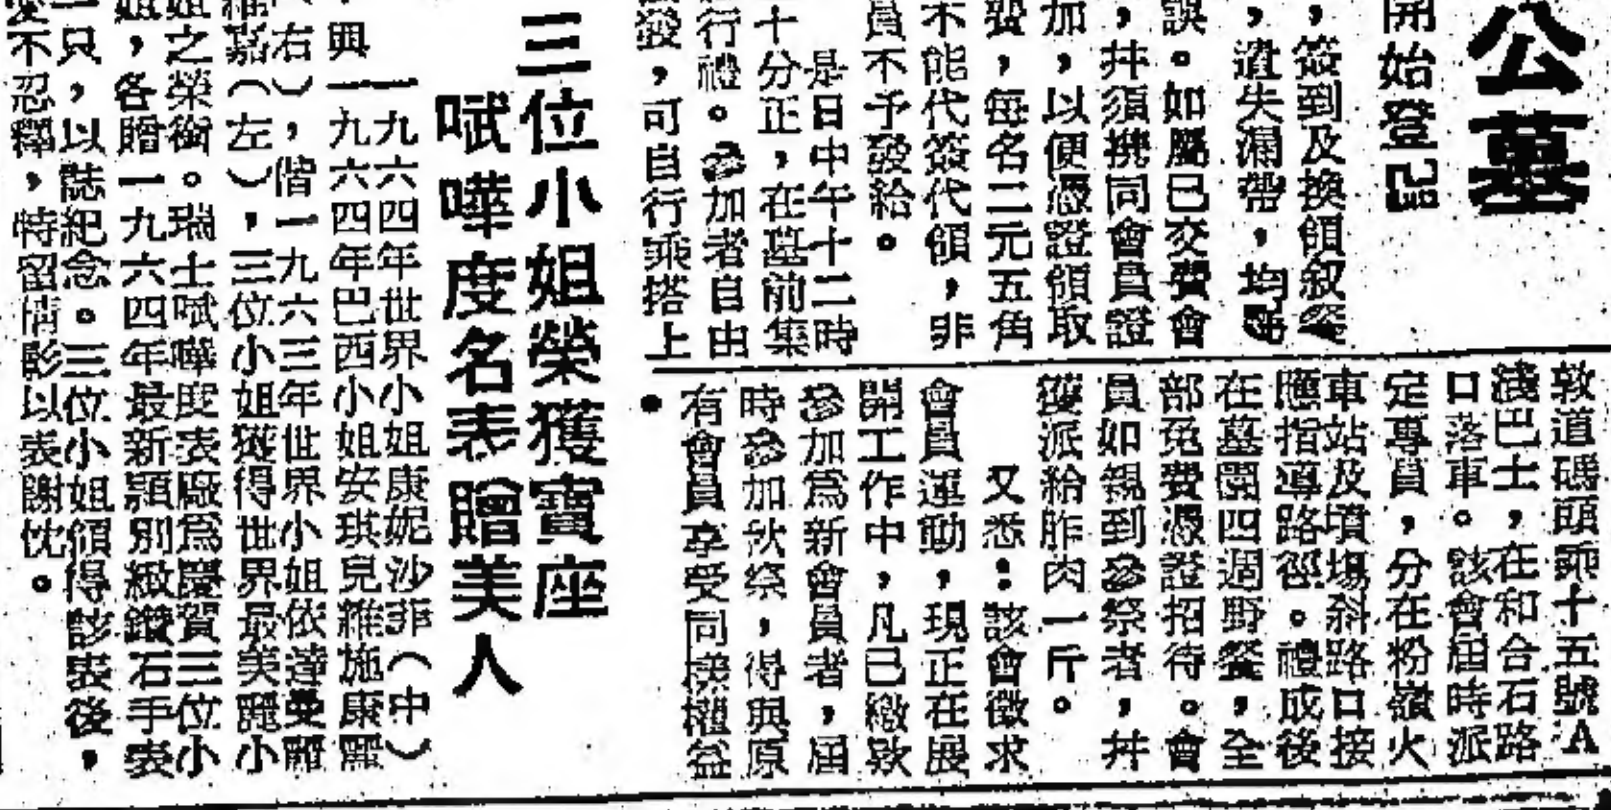 公墓
開始登記
，簽到及換領叙餐
，遺失漏帶，均
誤。如屬已交費會
，并須携同會員證
加，以便憑證領取
費，每名二元五角
不能代簽代領，非
員不予發給。
是日中午十二時
十分正，在墓前集
行禮。參加者自由
發，可自行乘搭上
敦道碼頭乘十五號A
綫巴士，在和合石路
口落車。該會屆時派
定專員，分在粉嶺火
車站及墳場斜路口接
應指導路徑。禮成後
在墓園四週野餐，全
部免費憑證招待。會
員如親到參祭者，并
獲派給胙肉一斤。
又悉：該會徵求
會員運動，現正在展
開工作中，凡已繳欵
參加為新會員者，屆
時參加秋祭，得與原
有會員享受同樣權益
。
三位小姐榮獲寶座
賦嘩度名表贈美人
一九六四年世界小姐康妮沙菲（中）
興一九六四年巴西小姐安琪兒維施康麗
（右），偕一九六三年世界小姐依達曼麗
維嘉（左），三位小姐獲得世界最美麗小
姐之榮銜。瑞士賦嘩度表廠爲慶賀三位小
姐，各贈一九六四年最新穎別緻鑽石手表
一只，以誌紀念。三位小姐領得該表後，
愛不忍釋，特留情影以表謝忱。